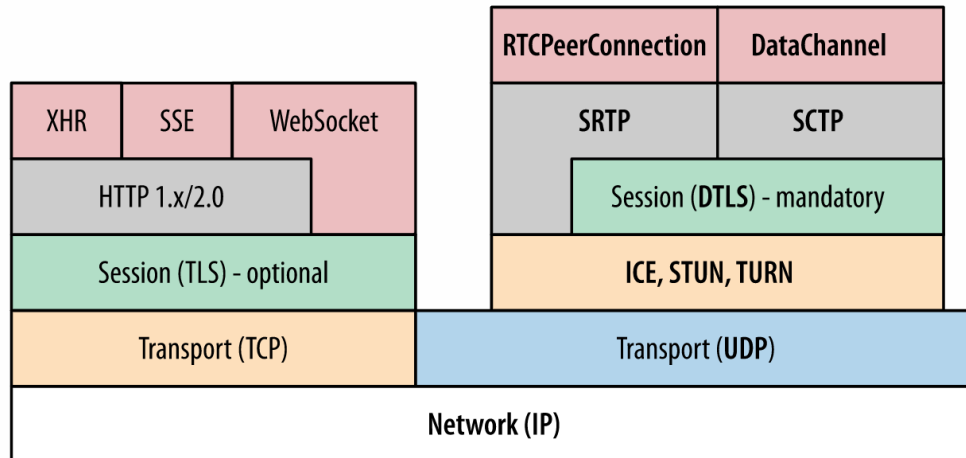 RTCPeerConnection
DataChannel
XHR
SSE
WebSocket
SRTP
SCTP
HTTP 1.x/2.0
Session (DTLS) - mandatory
Session (TLS) - optional
ICE, STUN, TURN
Transport (TCP)
Transport (UDP)
Network (IP)